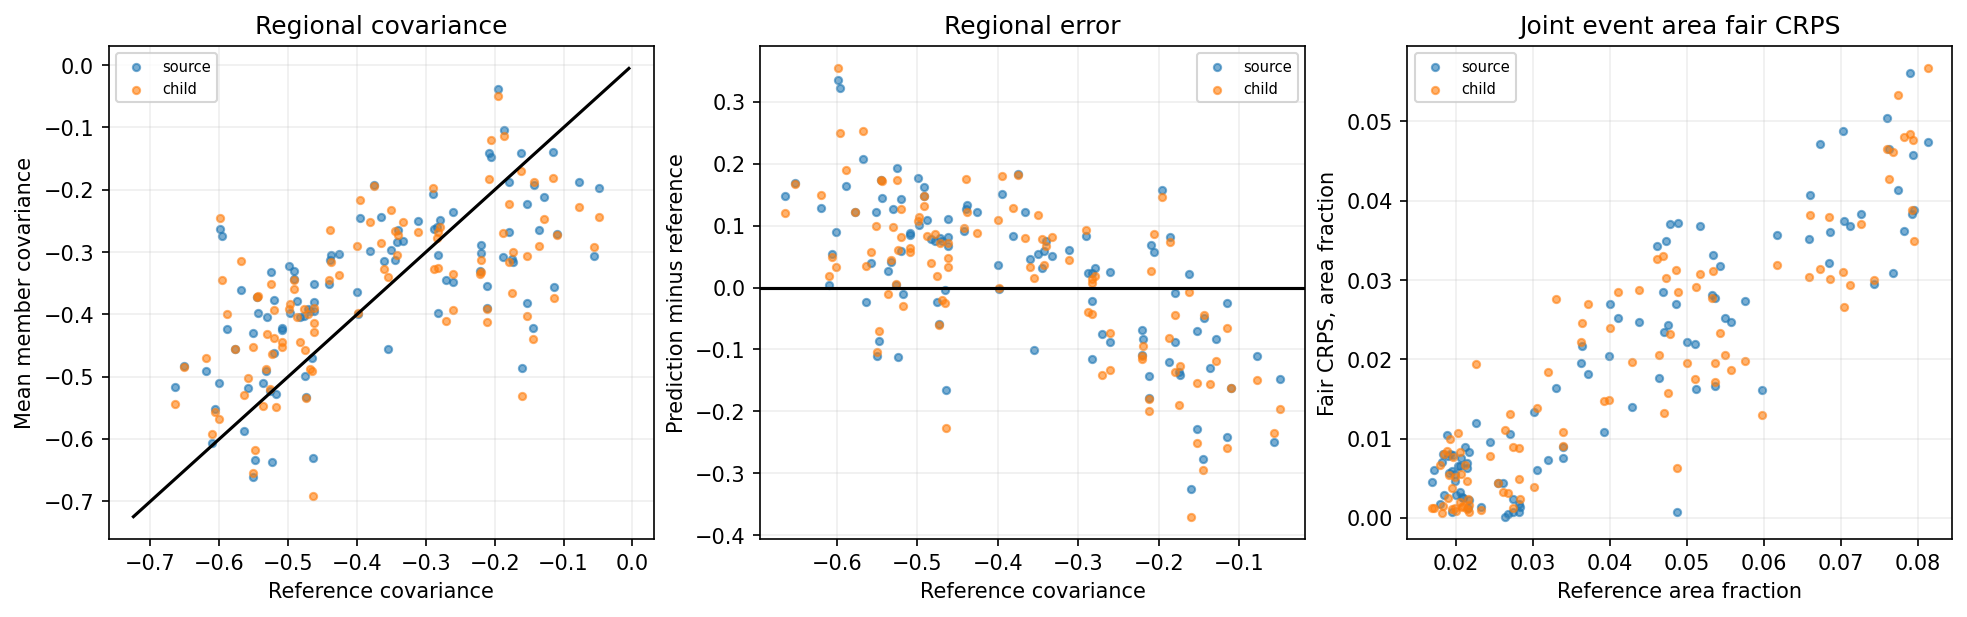 Regional covariance
Mean member covariance
0.0
−0.1
−0.2
−0.3
−0.4
−0.5
−0.6
−0.7
source
child
−0.7
−0.6
−0.5
−0.4
−0.3
−0.2
−0.1
0.0
Reference covariance
Regional error
Prediction minus reference
0.3
0.2
0.1
0.0
−0.1
−0.2
−0.3
−0.4
source
child
−0.6
−0.5
−0.4
−0.3
−0.2
−0.1
Reference covariance
Joint event area fair CRPS
Fair CRPS, area fraction
0.05
0.04
0.03
0.02
0.01
0.00
source
child
0.02
0.03
0.04
0.05
0.06
0.07
0.08
Reference area fraction